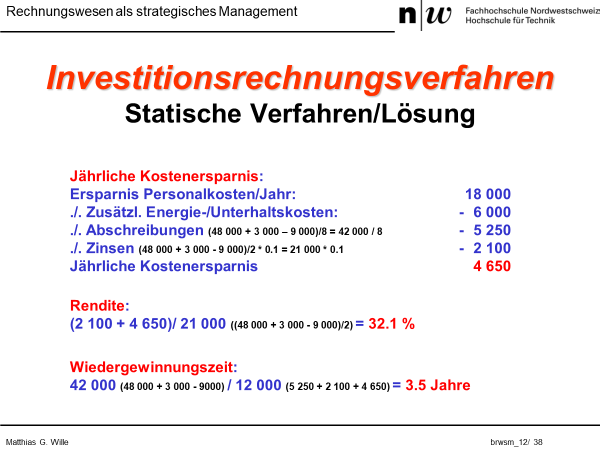 Rechnungswesen als strategisches Management
n|w Fachhochschule Nordwestschweiz
Hochschule für Technik
Investitionsrechnungsverfahren
Statische Verfahren/Lösung
Jährliche Kostenersparnis:
Ersparnis Personalkosten/Jahr: 18 000
./. Zusätzl. Energie-/Unterhaltskosten: - 6 000
./. Abschreibungen (48 000 + 3 000 – 9 000)/8 = 42 000 / 8 - 5 250
./. Zinsen (48 000 + 3 000 - 9 000)/2 * 0.1 = 21 000 * 0.1 - 2 100
Jährliche Kostenersparnis 4 650
Rendite:
(2 100 + 4 650)/ 21 000 ((48 000 + 3 000 - 9 000)/2) = 32.1 %
Wiedergewinnungszeit:
42 000 (48 000 + 3 000 - 9000) / 12 000 (5 250 + 2 100 + 4 650) = 3.5 Jahre
Matthias G. Wille brwsm_12/ 38